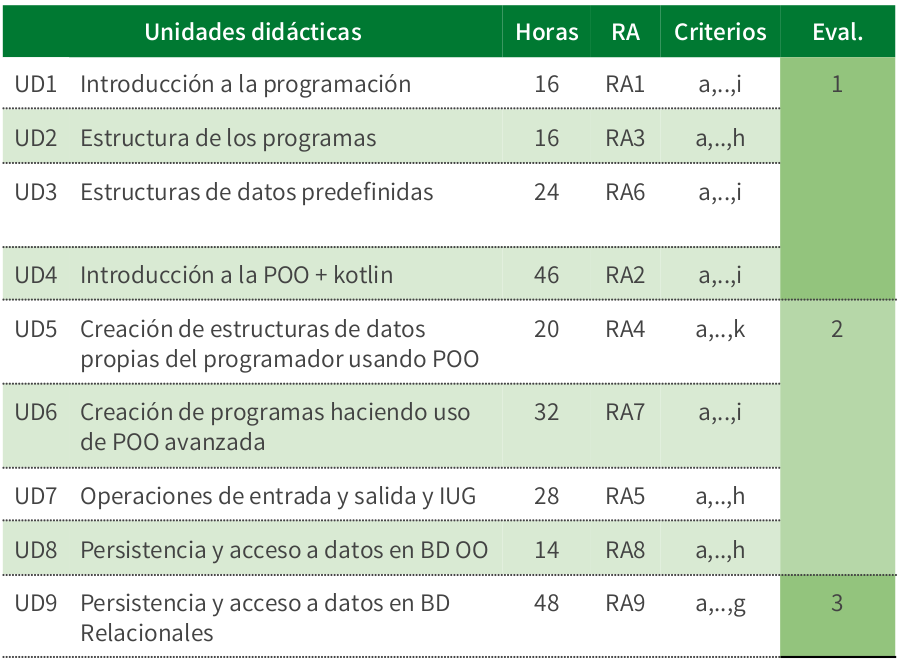 Unidades didácticas Horas RA Criterios Eval.
UD1 Introducción a la programación 16 RA1 a,..,i 1
UD2 Estructura de los programas 16 RA3 a,..,h
UD3 Estructuras de datos predefinidas 24 RA6 a,..,i
UD4 Introducción a la POO + kotlin 46 RA2 a,..,i
UD5 Creación de estructuras de datos 20 RA4 a,..,k 2
propias del programador usando POO
UD6 Creación de programas haciendo uso 32 RA7 a,..,i
de POO avanzada
UD7 Operaciones de entrada y salida y IUG 28 RA5 a,..,h
UD8 Persistencia y acceso a datos en BD OO 14 RA8 a,..,h
UD9 Persistencia y acceso a datos en BD 48 RA9 a,..,g 3
Relacionales